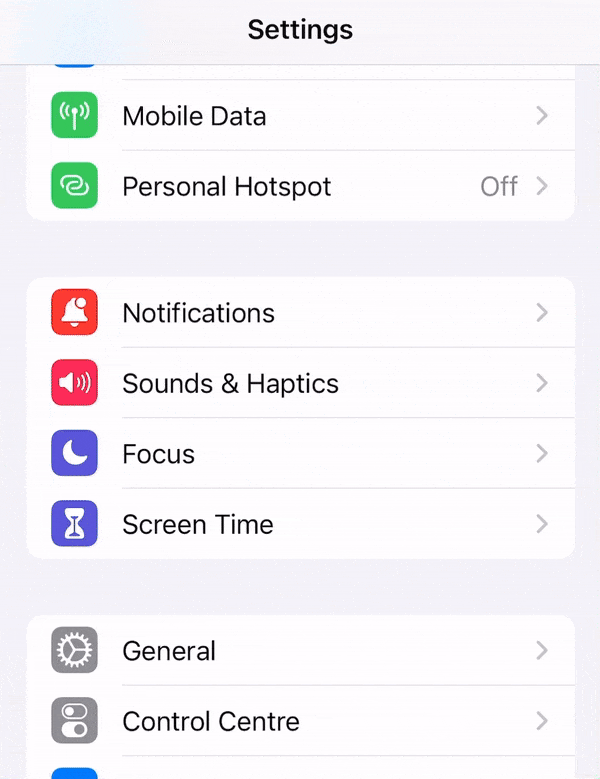 Settings
Mobile Data
Personal Hotspot Off
Notifications
Sounds & Haptics
Focus
Screen Time
General
Control Centre